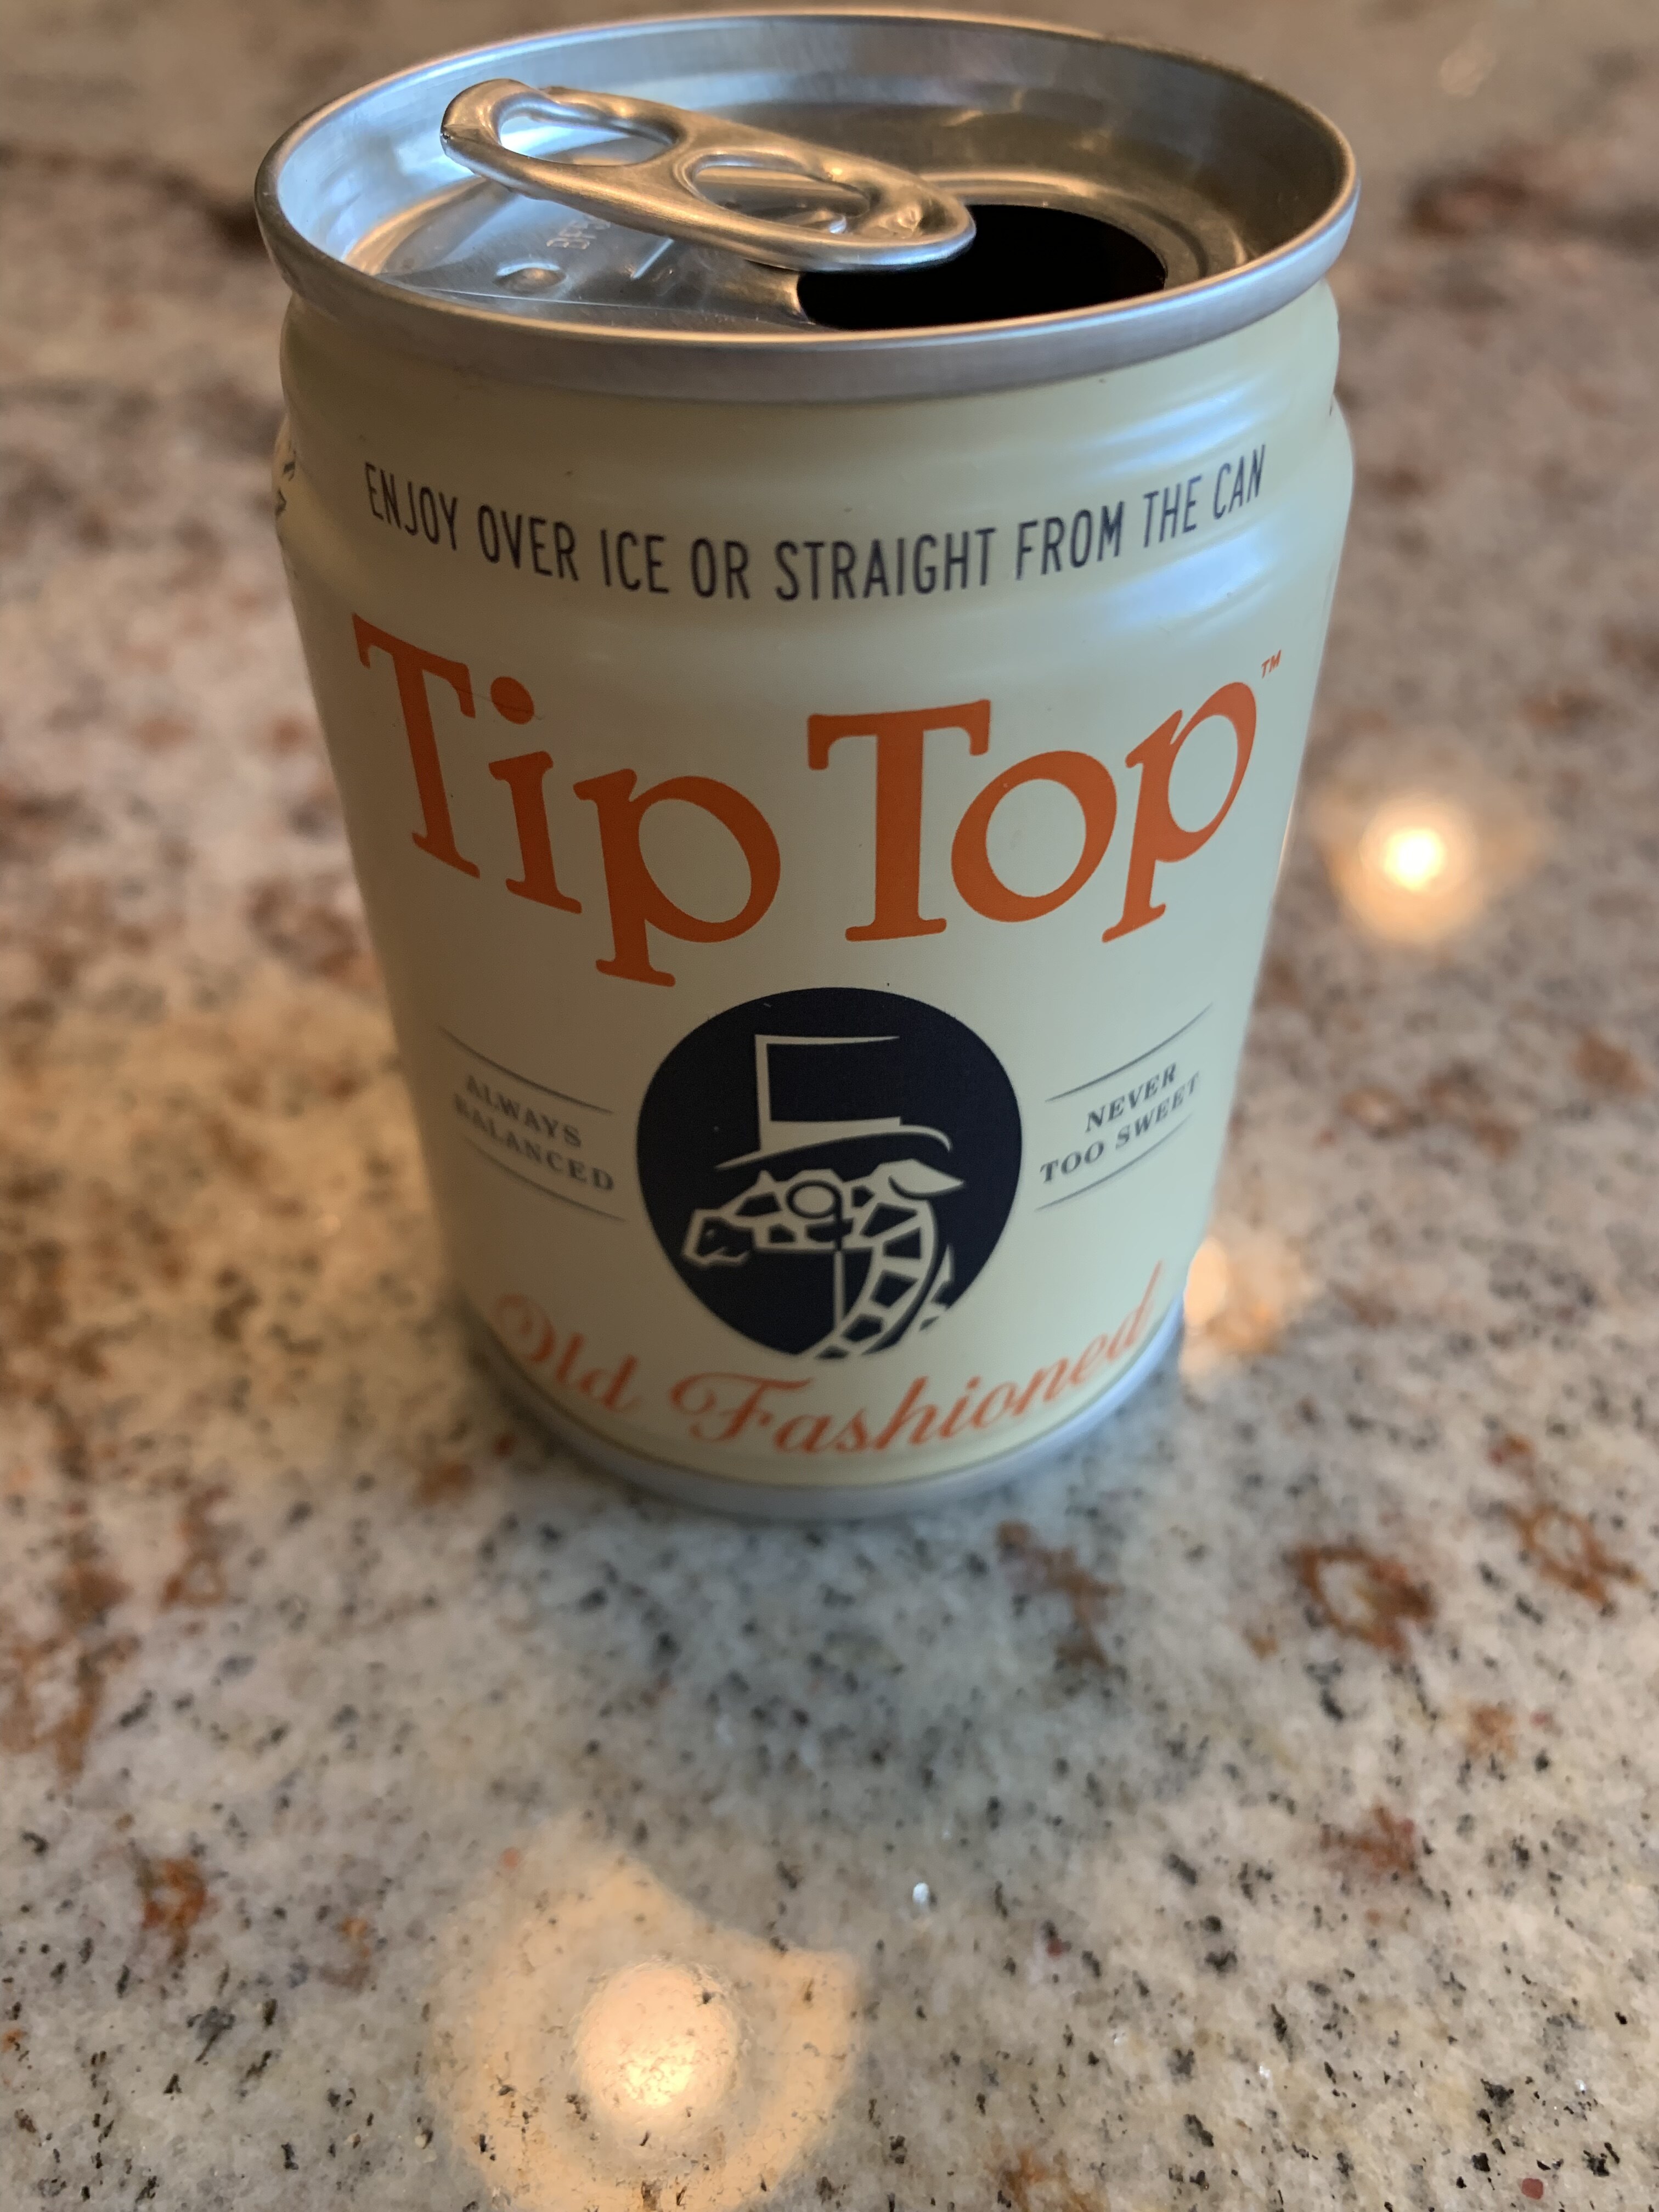 ENJOY OVER ICE OR STRAIGHT FROM THE CAN
Tip Top™
ALWAYS
BALANCED
NEVER
TOO SWEET
Old Fashioned